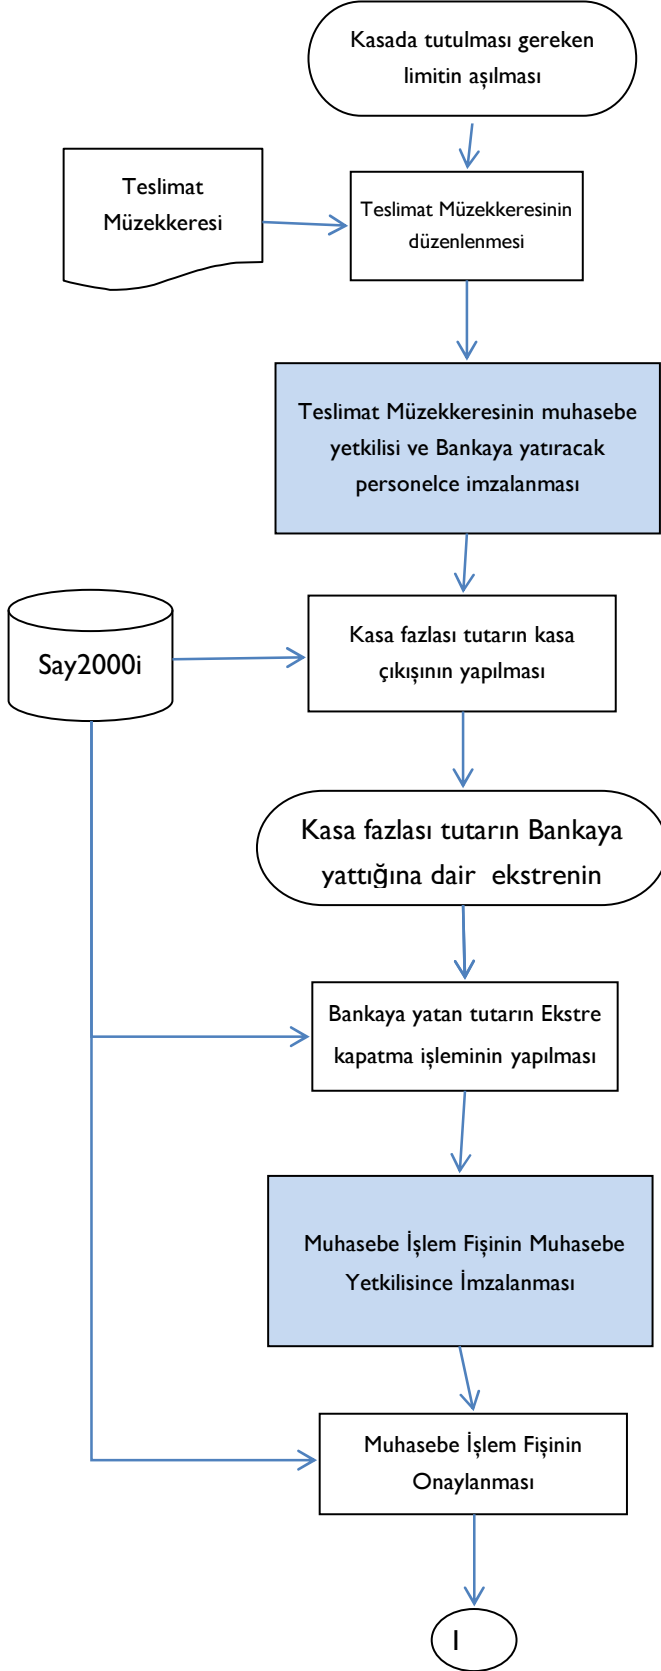 Kasada tutulması gereken
limitin aşılması
Teslimat
Müzekkeresi
Teslimat Müzekkeresinin
düzenlenmesi
Teslimat Müzekkeresinin muhasebe
yetkilisi ve Bankaya yatıracak
personelce imzalanması
Say2000i
Kasa fazlası tutarın kasa
çıkışının yapılması
Kasa fazlası tutarın Bankaya
yattığına dair ekstrenin
Bankaya yatan tutarın Ekstre
kapatma işleminin yapılması
Muhasebe İşlem Fişinin Muhasebe
Yetkilisince İmzalanması
Muhasebe İşlem Fişinin
Onaylanması
1